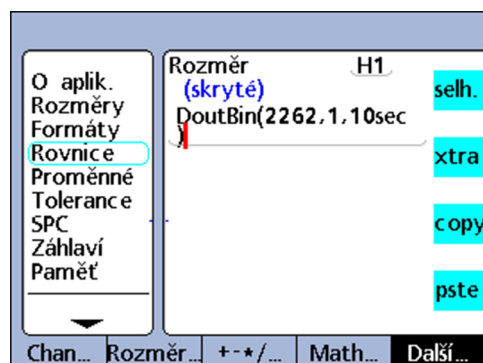 O aplik.
Rozměry
Formáty
Rovnice
Proměnné
Tolerance
SPC
Záhlaví
Paměť
Rozměr H1
(skryté)
DoutBin(2262,1,10sec
)
selh.
xtra
copy
pste
Chan... Rozměr... +-*/... Math... Další...